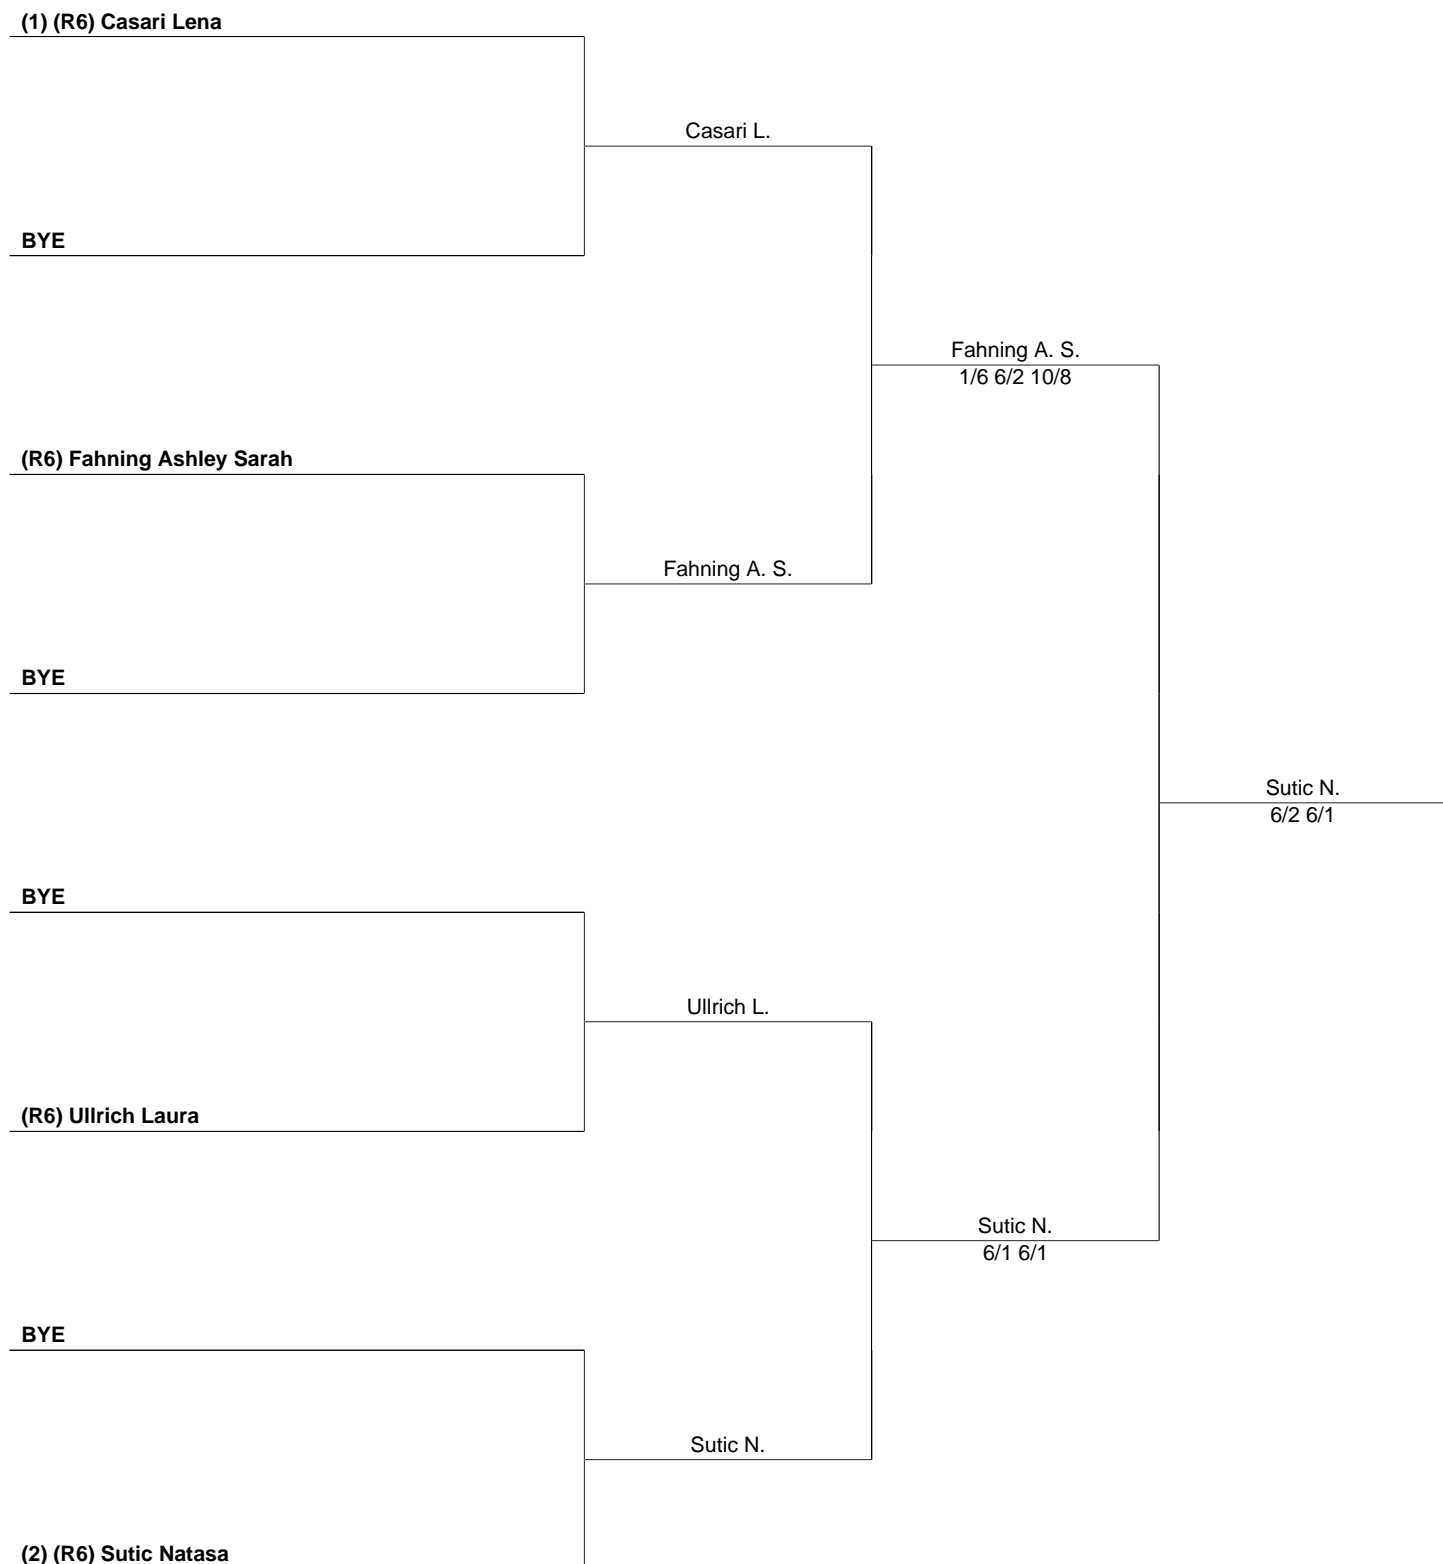 (1) (R6) Casari Lena
Casari L.
BYE
Fahning A. S.
1/6 6/2 10/8
(R6) Fahning Ashley Sarah
Fahning A. S.
BYE
Sutic N.
6/2 6/1
BYE
Ullrich L.
(R6) Ullrich Laura
Sutic N.
6/1 6/1
BYE
Sutic N.
(2) (R6) Sutic Natasa